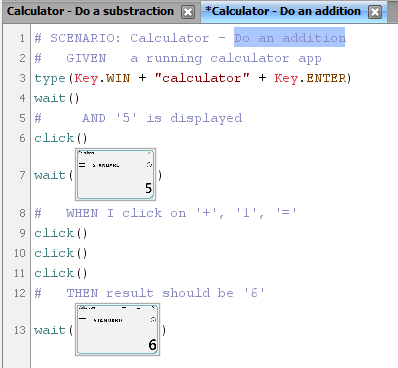 Calculator - Do a substraction *Calculator - Do an addition
1 # SCENARIO: Calculator - Do an addition
2 #   GIVEN   a running calculator app
3 type(Key.WIN + "calculator" + Key.ENTER)
4 wait()
5 #     AND '5' is displayed
6 click()
STANDARD
7 wait( )
5
8 #   WHEN I click on '+', '1', '='
9 click()
10 click()
11 click()
12 #   THEN result should be '6'
STANDARD
13 wait( )
6